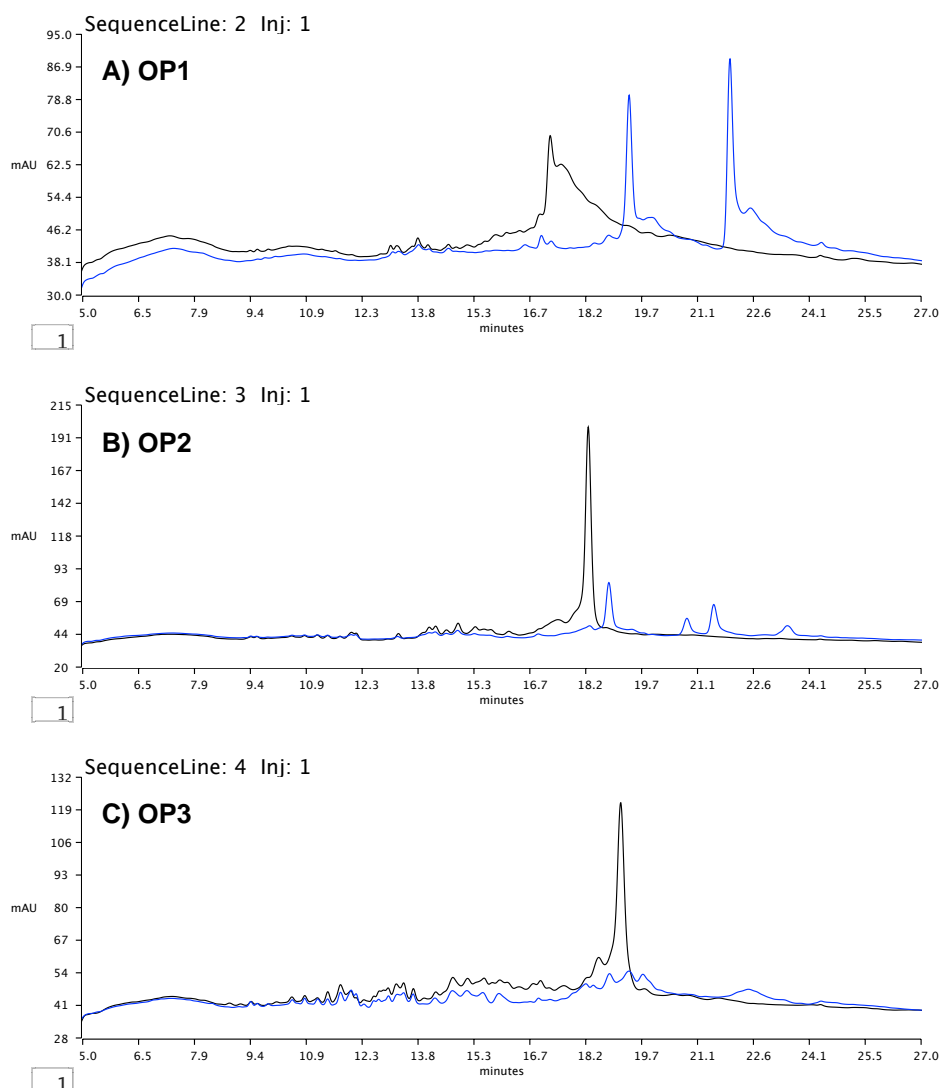 SequenceLine: 2 Inj: 1
A) OP1
95.0
86.9
78.8
70.6
mAU 62.5
54.4
46.2
38.1
30.0
5.0 6.5 7.9 9.4 10.9 12.3 13.8 15.3 16.7 18.2 19.7 21.1 22.6 24.1 25.5 27.0
minutes
1
SequenceLine: 3 Inj: 1
B) OP2
215
191
167
142
mAU 118
93
69
44
20
5.0 6.5 7.9 9.4 10.9 12.3 13.8 15.3 16.7 18.2 19.7 21.1 22.6 24.1 25.5 27.0
minutes
1
SequenceLine: 4 Inj: 1
C) OP3
132
119
106
93
mAU 80
67
54
41
28
5.0 6.5 7.9 9.4 10.9 12.3 13.8 15.3 16.7 18.2 19.7 21.1 22.6 24.1 25.5 27.0
minutes
1